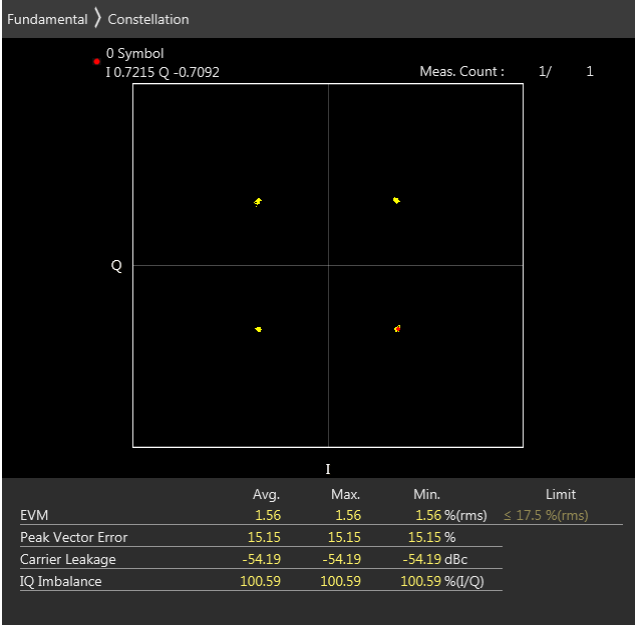 Fundamental 〉 Constellation
0 Symbol
I 0.7215 Q -0.7092
Meas. Count : 1/ 1
Q
I
Avg. Max. Min. Limit
EVM 1.56 1.56 1.56 %(rms) ≤ 17.5 %(rms)
Peak Vector Error 15.15 15.15 15.15 %
Carrier Leakage -54.19 -54.19 -54.19 dBc
IQ Imbalance 100.59 100.59 100.59 %(I/Q)